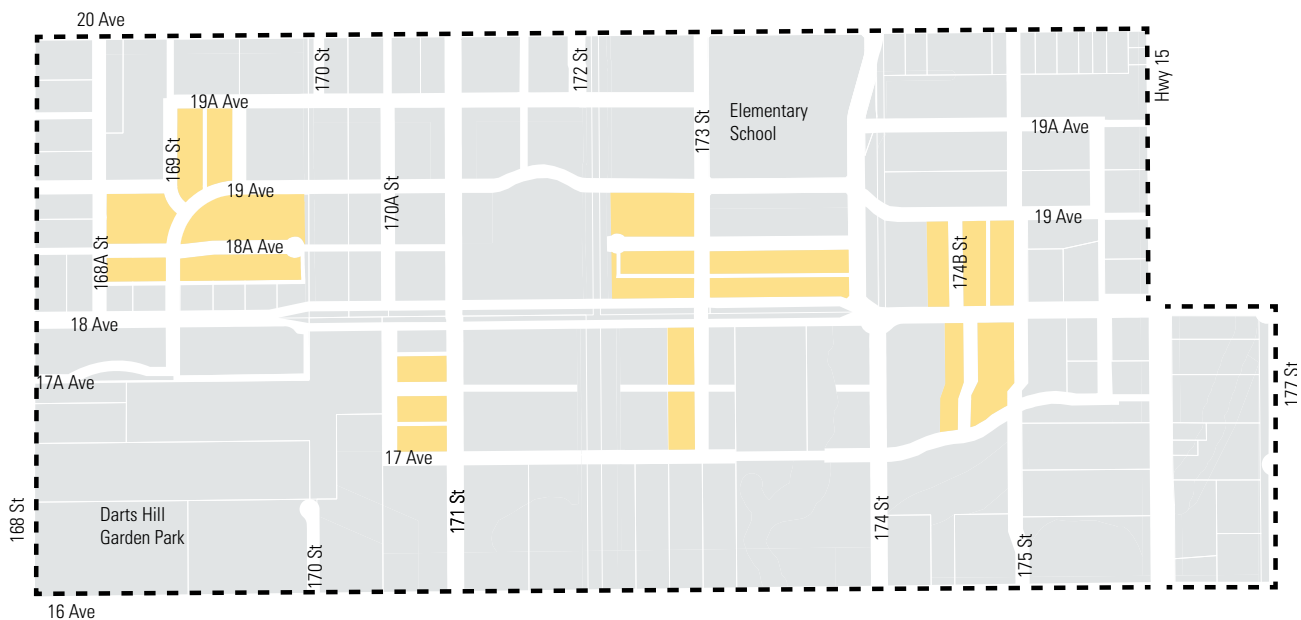 20 Ave
170 St
172 St
Hwy 15
19A Ave
Elementary
School
173 St
19A Ave
169 St
19 Ave
170A St
19 Ave
18A Ave
168A St
174B St
18 Ave
17A Ave
177 St
17 Ave
168 St
Darts Hill
Garden Park
170 St
171 St
174 St
175 St
16 Ave